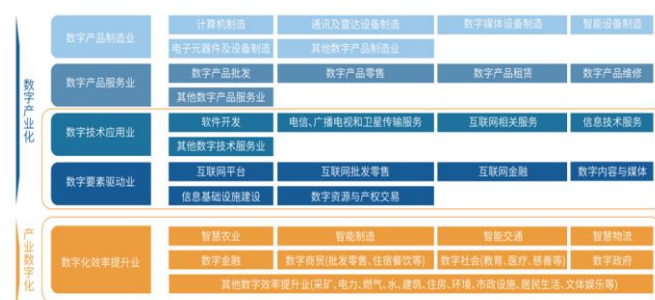 数字产业化
数字产品制造业
计算机制造 通讯及雷达设备制造 数字媒体设备制造 智能设备制造
电子元器件及设备制造 其他数字产品制造业
数字产品服务业
数字产品批发 数字产品零售 数字产品租赁 数字产品维修
其他数字产品服务业
数字技术应用业
软件开发 电信、广播电视和卫星传输服务 互联网相关服务 信息技术服务
其他数字技术服务业
数字要素驱动业
互联网平台 互联网批发零售 互联网金融 数字内容与媒体
信息基础设施建设 数字资源与产权交易
产业数字化
数字化效率提升业
智慧农业 智能制造 智能交通 智慧物流
数字金融 数字商贸(批发零售、住宿餐饮等) 数字社会(教育、医疗、慈善等) 数字政府
其他数字效率提升业(采矿、电力、燃气、水、建筑、住房、环境、市政设施、居民生活、文体娱乐等)